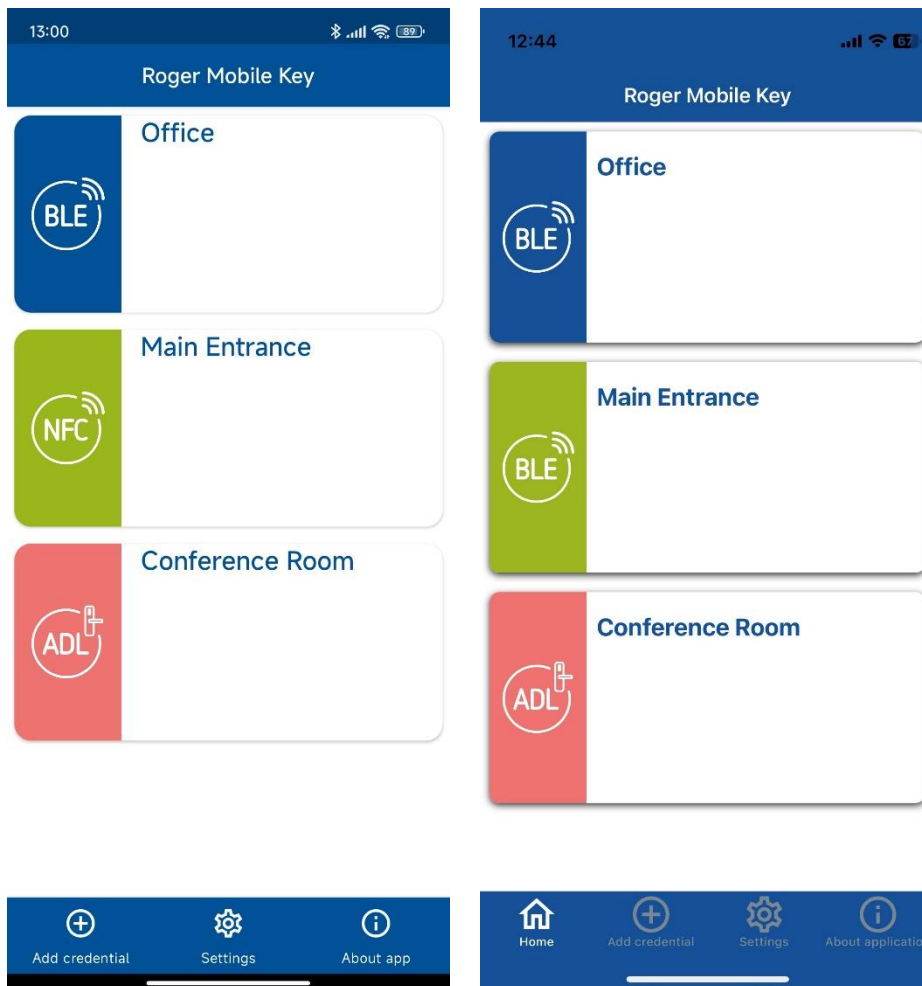 13:00
89
Roger Mobile Key
Office
BLE
Main Entrance
NFC
Conference Room
ADL
Add credential
Settings
About app
12:44
67
Roger Mobile Key
Office
BLE
Main Entrance
BLE
Conference Room
ADL
Home
Add credential
Settings
About applicatio